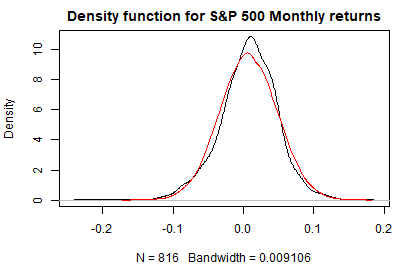 Density function for S&P 500 Monthly returns
Density
10
8
6
4
2
0
-0.2 -0.1 0.0 0.1 0.2
N = 816 Bandwidth = 0.009106